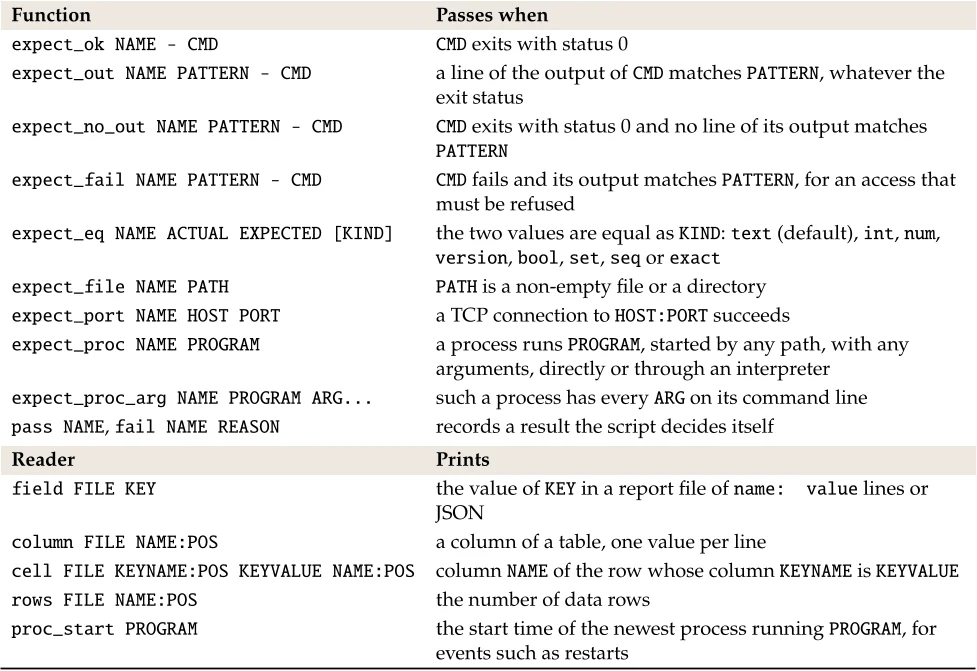 Function Passes when
expect_ok NAME – CMD CMD exits with status 0
expect_out NAME PATTERN – CMD a line of the output of CMD matches PATTERN, whatever the
exit status
expect_no_out NAME PATTERN – CMD CMD exits with status 0 and no line of its output matches
PATTERN
expect_fail NAME PATTERN – CMD CMD fails and its output matches PATTERN, for an access that
must be refused
expect_eq NAME ACTUAL EXPECTED [KIND] the two values are equal as KIND: text (default), int, num,
version, bool, set, seq or exact
expect_file NAME PATH PATH is a non-empty file or a directory
expect_port NAME HOST PORT a TCP connection to HOST:PORT succeeds
expect_proc NAME PROGRAM a process runs PROGRAM, started by any path, with any
arguments, directly or through an interpreter
expect_proc_arg NAME PROGRAM ARG... such a process has every ARG on its command line
pass NAME, fail NAME REASON records a result the script decides itself
Reader Prints
field FILE KEY the value of KEY in a report file of name: value lines or
JSON
column FILE NAME:POS a column of a table, one value per line
cell FILE KEYNAME:POS KEYVALUE NAME:POS column NAME of the row whose column KEYNAME is KEYVALUE
rows FILE NAME:POS the number of data rows
proc_start PROGRAM the start time of the newest process running PROGRAM, for
events such as restarts